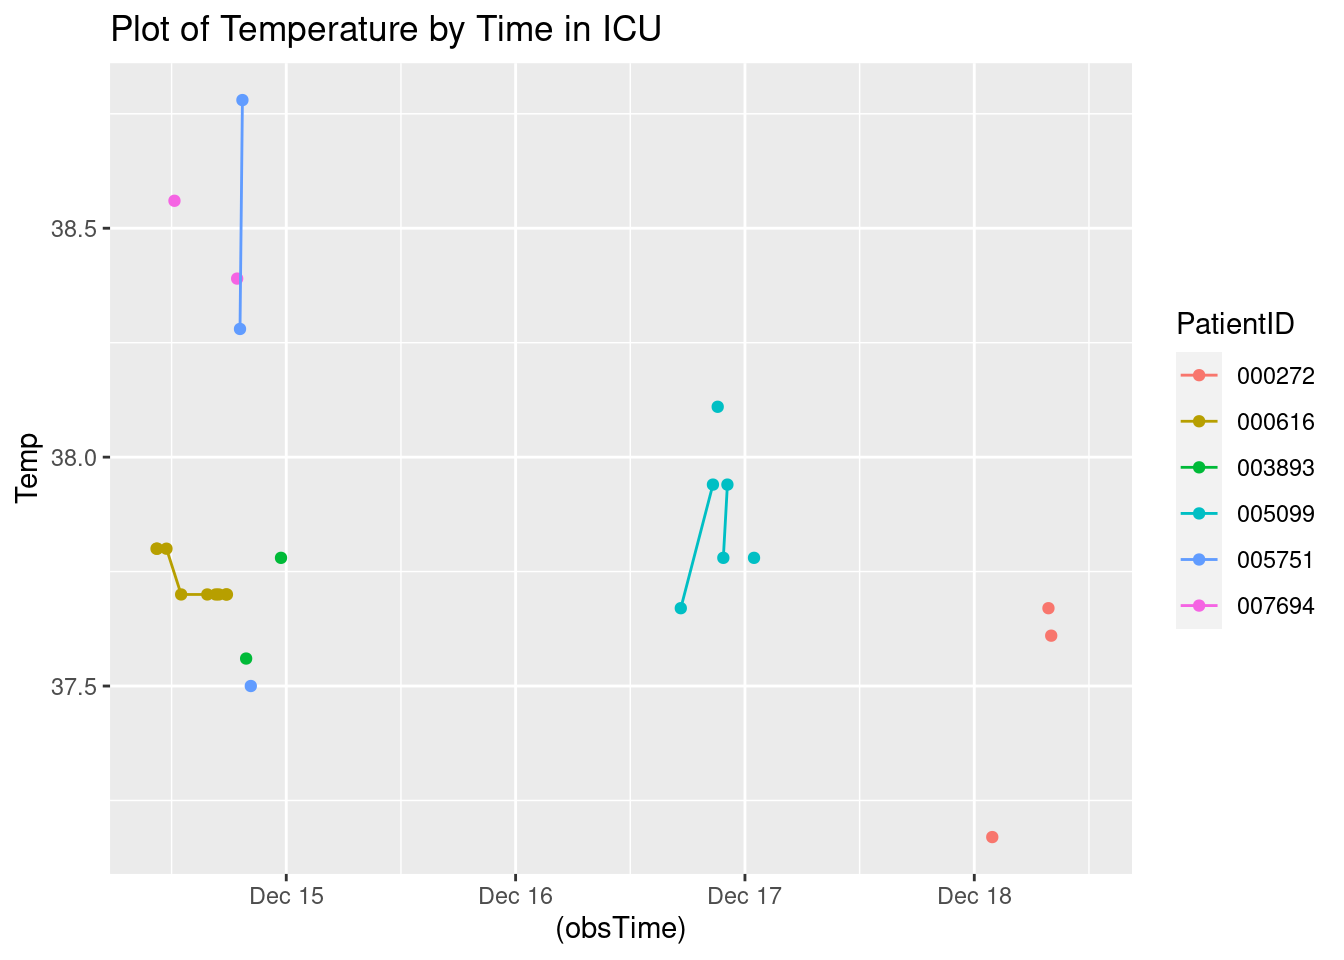 Plot of Temperature by Time in ICU
38.5
38.0
37.5
Temp
Dec 15
Dec 16
Dec 17
Dec 18
(obsTime)
PatientID
000272
000616
003893
005099
005751
007694